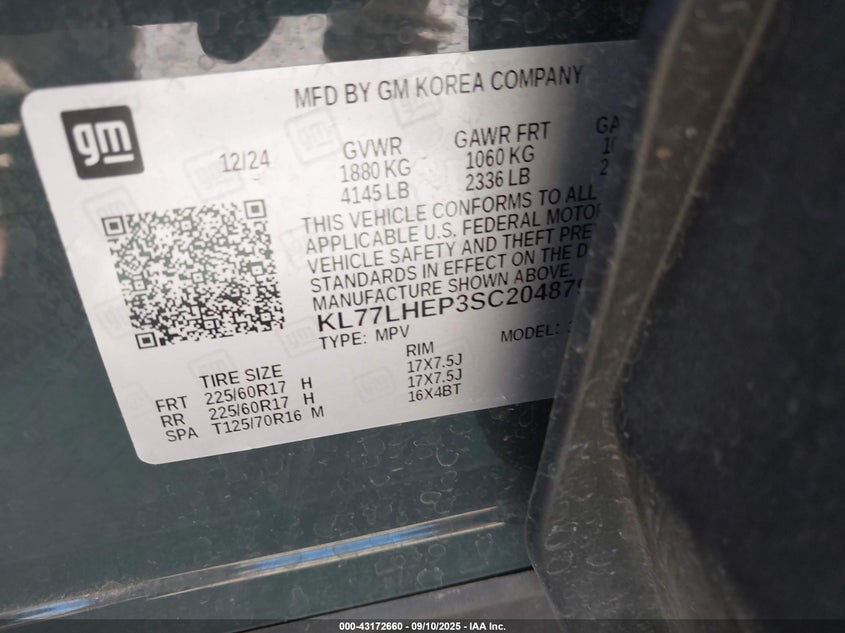 gm
MFD BY GM KOREA COMPANY
12/24
GVWR
1880 KG
4145 LB
GAWR FRT
1060 KG
2336 LB
THIS VEHICLE CONFORMS TO ALL
APPLICABLE U.S. FEDERAL
VEHICLE SAFETY AND THEFT
STANDARDS IN EFFECT ON THE
MANUFACTURE SHOWN ABOVE.
KL77LHEP3SC20487
TYPE: MPV
MODEL:
TIRE SIZE
RIM
FRT 225/60R17 H 17X7.5J
RR 225/60R17 H 17X7.5J
SPA T125/70R16 M 16X4BT
000-43172660 - 09/10/2025 - IAA Inc.